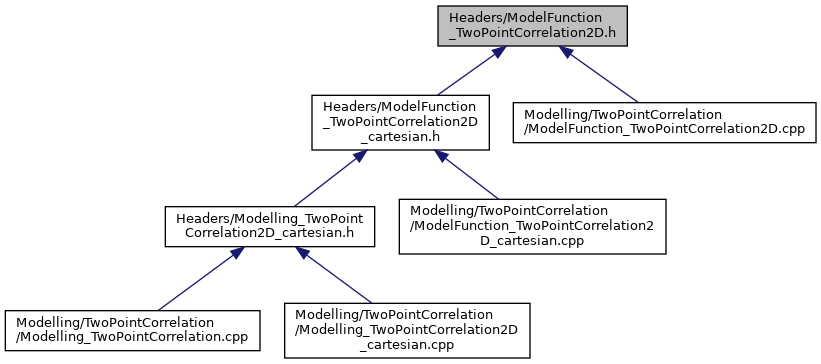 Headers/ModelFunction
_TwoPointCorrelation2D.h
Headers/ModelFunction
_TwoPointCorrelation2D
_cartesian.h
Modelling/TwoPointCorrelation
/ModelFunction_TwoPointCorrelation2D.cpp
Headers/Modelling_TwoPoint
Correlation2D_cartesian.h
Modelling/TwoPointCorrelation
/ModelFunction_TwoPointCorrelation2
D_cartesian.cpp
Modelling/TwoPointCorrelation
/Modelling_TwoPointCorrelation.cpp
Modelling/TwoPointCorrelation
/Modelling_TwoPointCorrelation2D
_cartesian.cpp